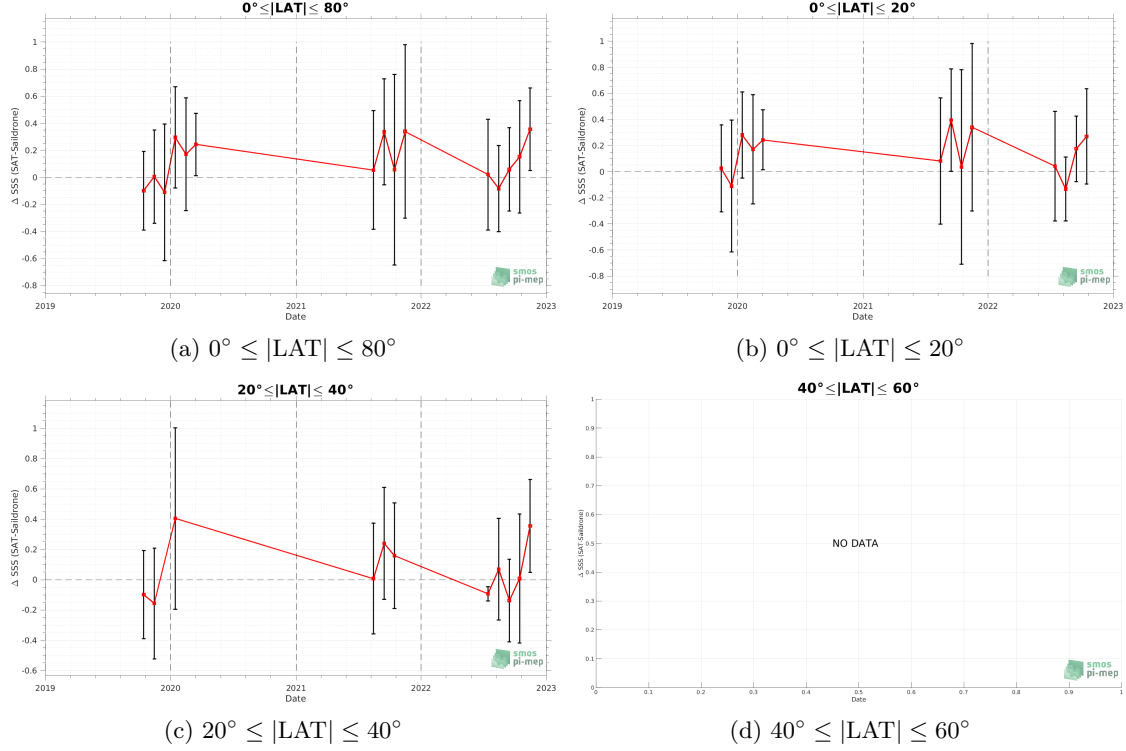 0°≤|LAT|≤ 80°
Δ SSS (SAT-Saildrone)
1
0.8
0.6
0.4
0.2
0
-0.2
-0.4
-0.6
-0.8
2019 2020 2021 2022 2023
Date
smos
pi-mep
(a) 0° ≤ |LAT| ≤ 80°
0°≤|LAT|≤ 20°
Δ SSS (SAT-Saildrone)
1
0.8
0.6
0.4
0.2
0
-0.2
-0.4
-0.6
-0.8
2019 2020 2021 2022 2023
Date
smos
pi-mep
(b) 0° ≤ |LAT| ≤ 20°
20°≤|LAT|≤ 40°
Δ SSS (SAT-Saildrone)
1
0.8
0.6
0.4
0.2
0
-0.2
-0.4
-0.6
2019 2020 2021 2022 2023
Date
smos
pi-mep
(c) 20° ≤ |LAT| ≤ 40°
40°≤|LAT|≤ 60°
Δ SSS (SAT-Saildrone)
1
0.9
0.8
0.7
0.6
0.5
0.4
0.3
0.2
0.1
0
NO DATA
0 0.1 0.2 0.3 0.4 0.5 0.6 0.7 0.8 0.9 1
Date
smos
pi-mep
(d) 40° ≤ |LAT| ≤ 60°